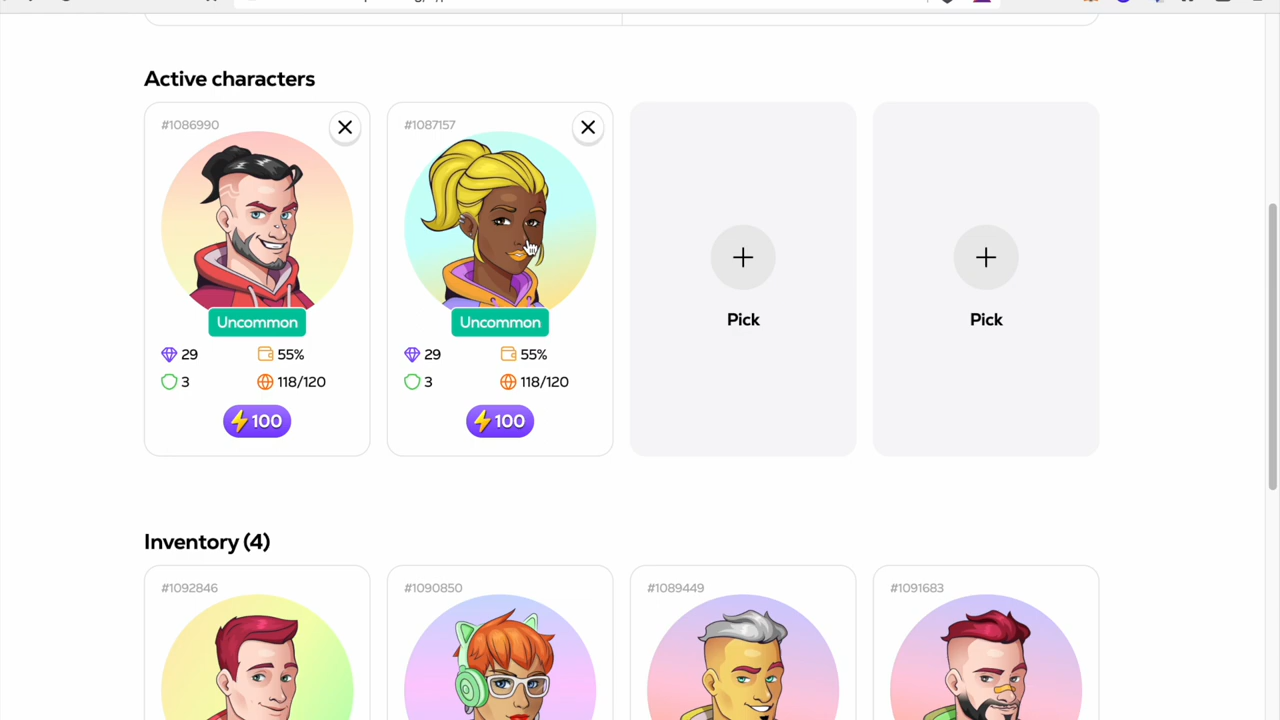 Active characters
#1086990
#1087157
Uncommon
Uncommon
29
55%
29
55%
3
118/120
3
118/120
100
100
Pick
Pick
Inventory (4)
#1092846
#1090850
#1089449
#1091683